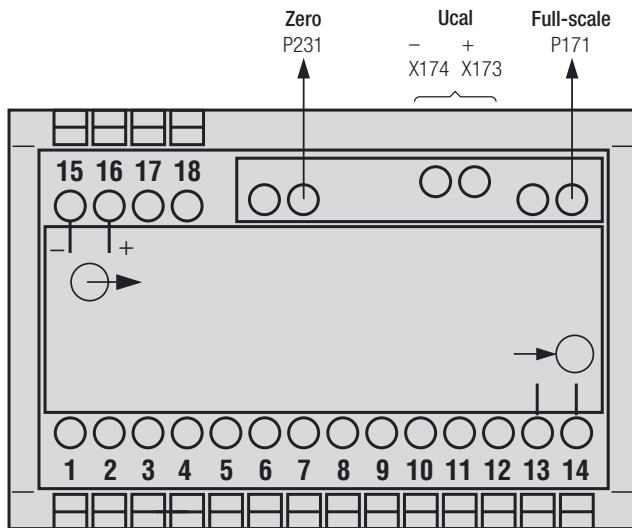 Zero Ucal Full-scale
P231 – + P171
X174 X173
15 16 17 18
– +
1 2 3 4 5 6 7 8 9 10 11 12 13 14